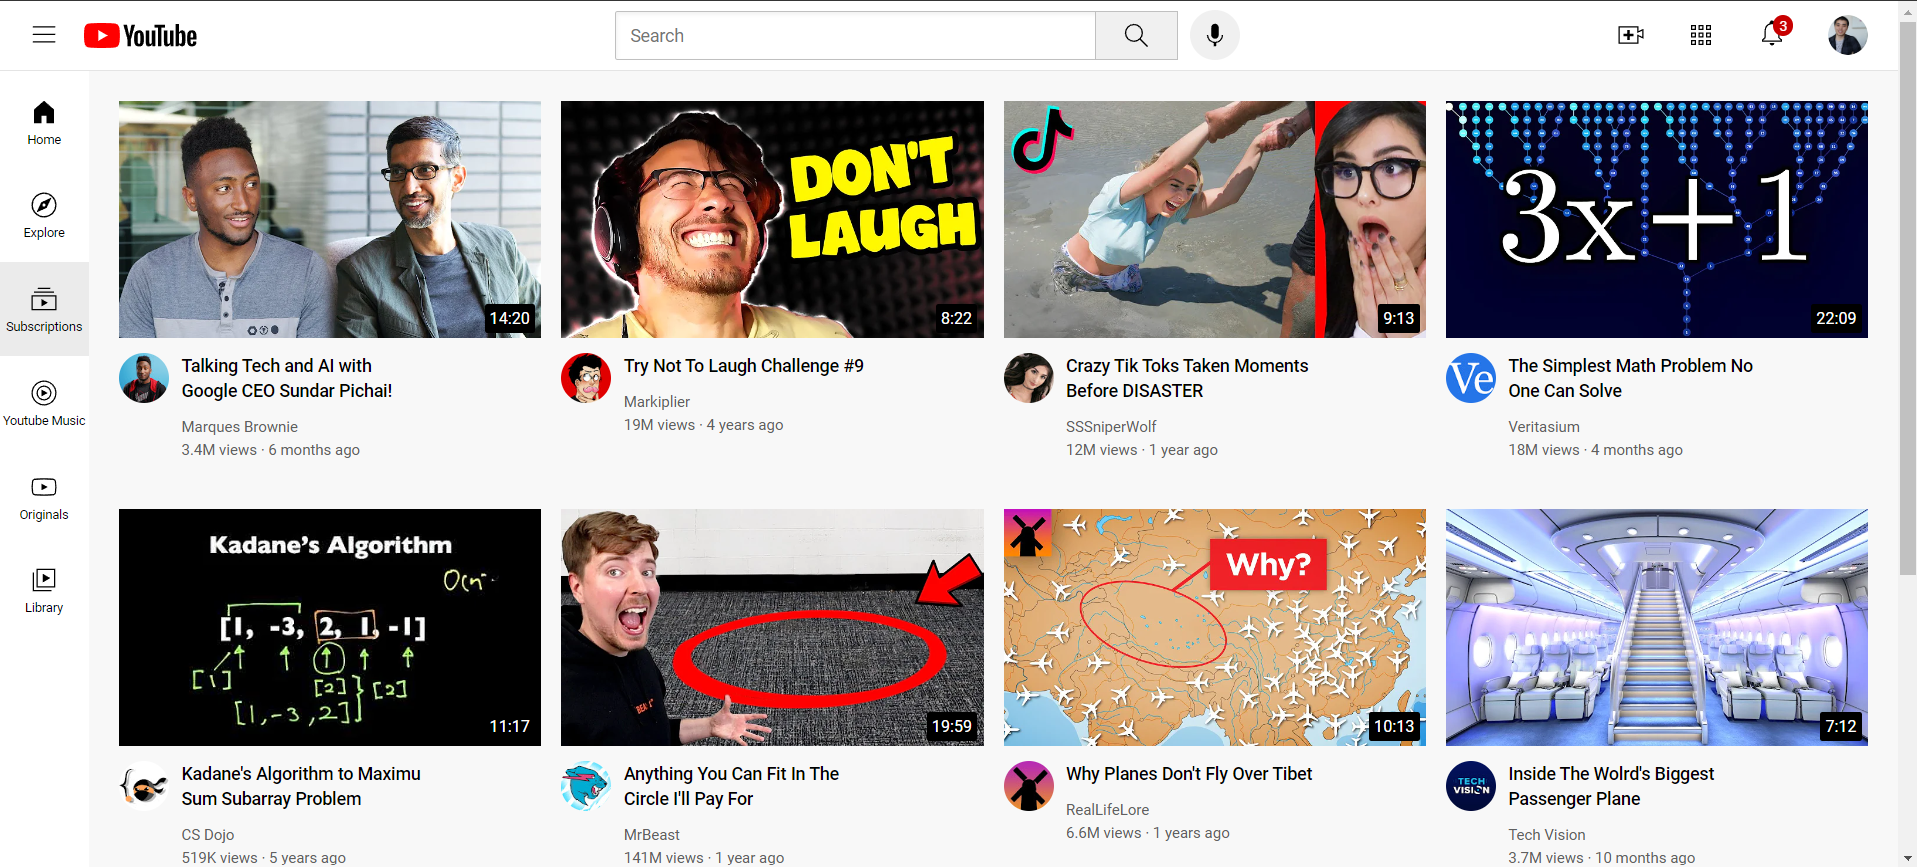 YouTube
Search
3
Home
Explore
Subscriptions
Youtube Music
Originals
Library
14:20
Talking Tech and AI with
Google CEO Sundar Pichai!
Marques Brownie
3.4M views · 6 months ago
DON'T
LAUGH
8:22
Try Not To Laugh Challenge #9
Markiplier
19M views · 4 years ago
9:13
Crazy Tik Toks Taken Moments
Before DISASTER
SSSniperWolf
12M views · 1 year ago
3x+1
22:09
Ve
The Simplest Math Problem No
One Can Solve
Veritasium
18M views · 4 months ago
Kadane's Algorithm
[1, -3, 2, 1, -1]
[1]
[2]
[2]
[1, -3, 2]
11:17
Kadane's Algorithm to Maximu
Sum Subarray Problem
CS Dojo
519K views · 5 years ago
19:59
Anything You Can Fit In The
Circle I'll Pay For
MrBeast
141M views · 1 year ago
Why?
10:13
Why Planes Don't Fly Over Tibet
RealLifeLore
6.6M views · 1 years ago
7:12
TECH
VISION
Inside The Wolrd's Biggest
Passenger Plane
Tech Vision
3.7M views · 10 months ago